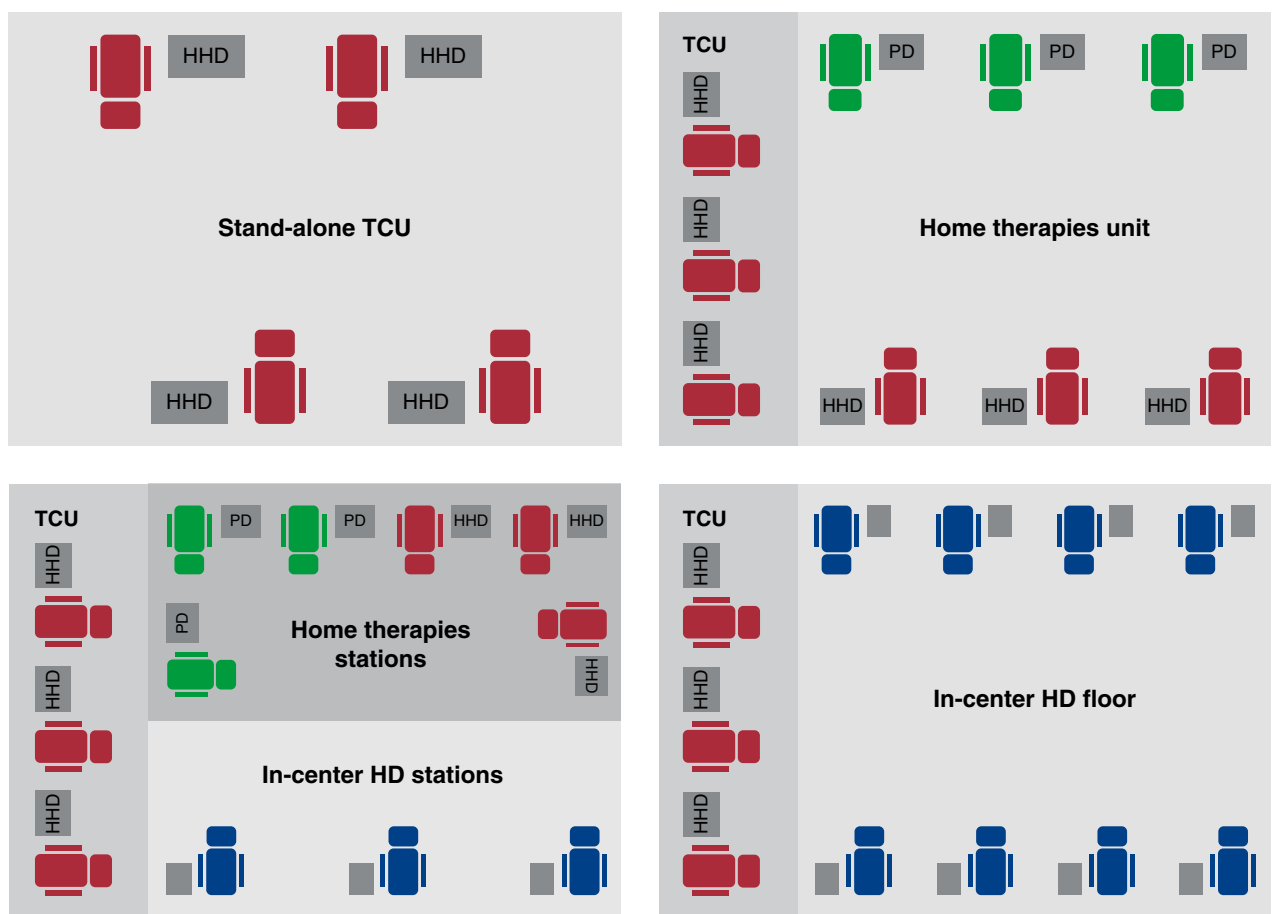 HHD
HHD
Stand-alone TCU
HHD
HHD
TCU
HHD
HHD
HHD
PD
PD
PD
Home therapies unit
HHD
HHD
HHD
TCU
HHD
HHD
HHD
PD
PD
HHD
HHD
PD
Home therapies
stations
HHD
In-center HD stations
TCU
HHD
HHD
HHD
In-center HD floor